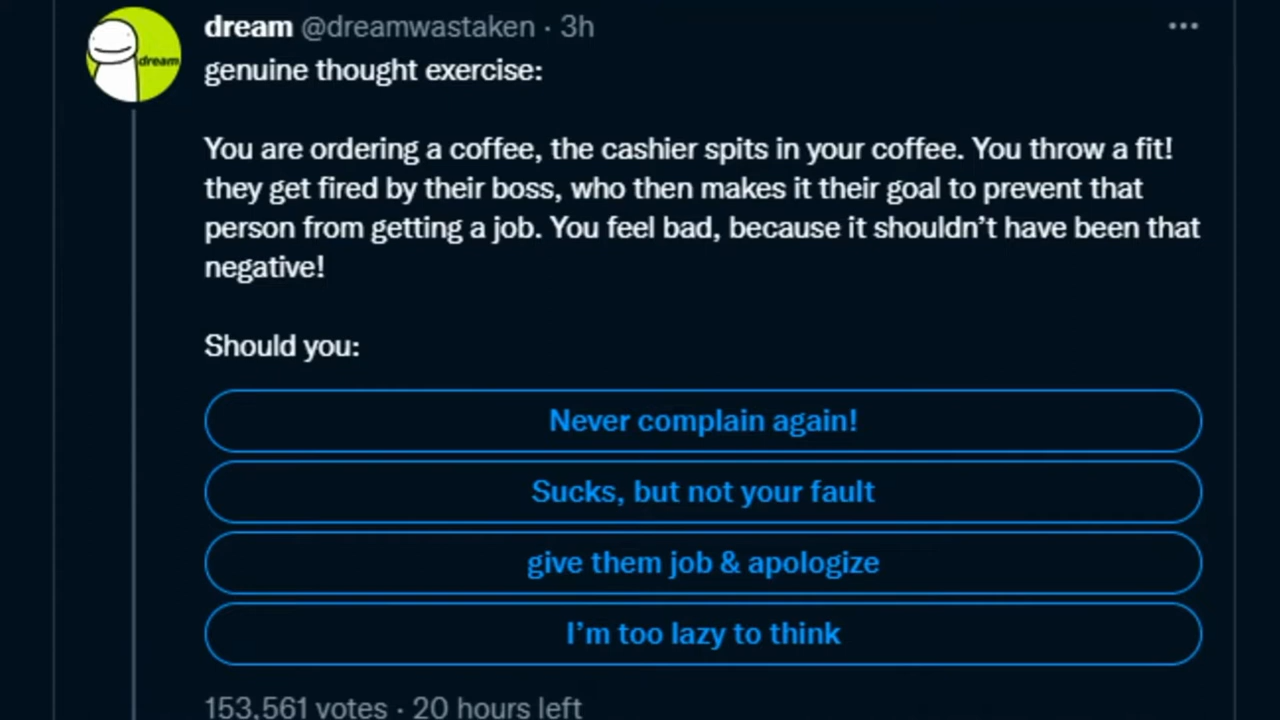 dream @dreamwastaken · 3h
dream
genuine thought exercise:
You are ordering a coffee, the cashier spits in your coffee. You throw a fit!
they get fired by their boss, who then makes it their goal to prevent that
person from getting a job. You feel bad, because it shouldn’t have been that
negative!
Should you:
Never complain again!
Sucks, but not your fault
give them job & apologize
I’m too lazy to think
153,561 votes · 20 hours left